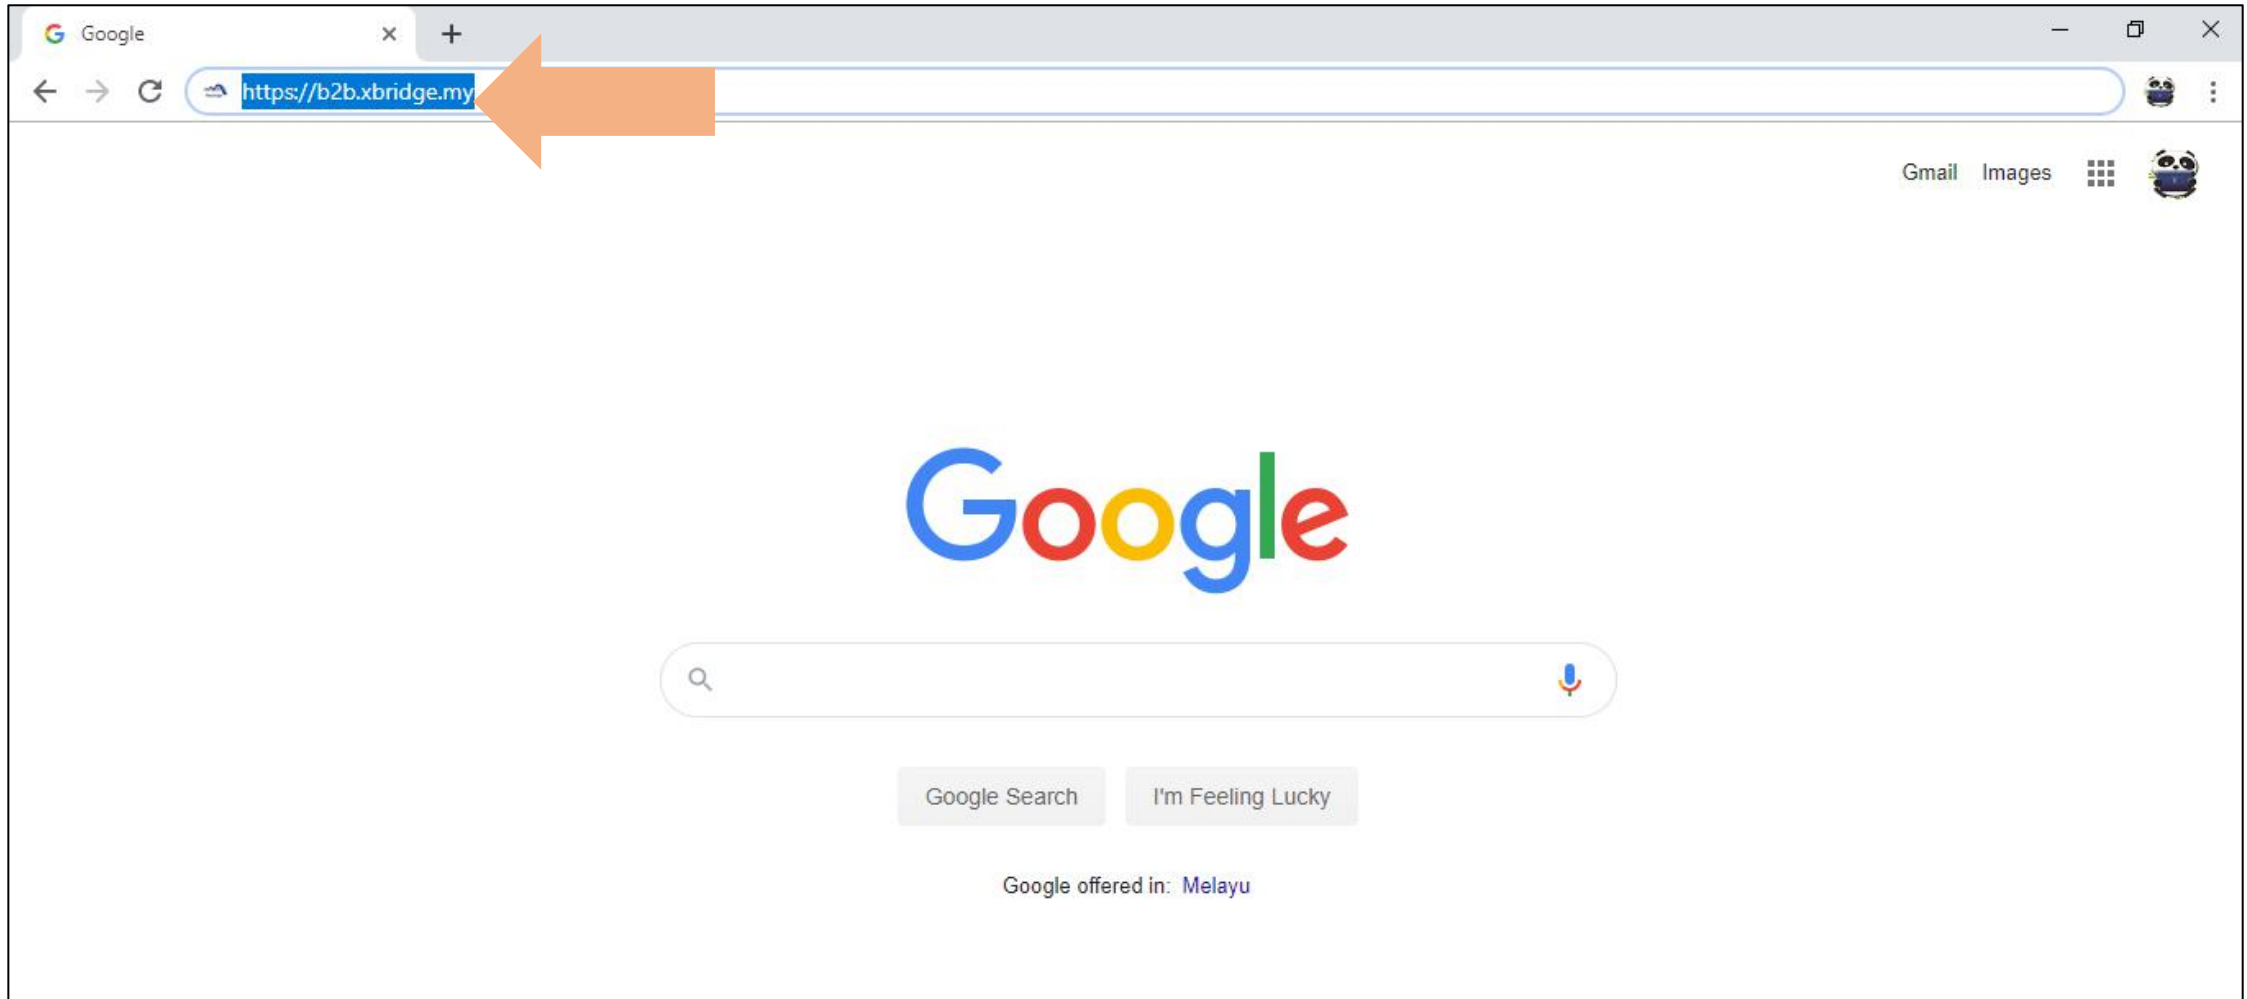 Google
https://b2b.xbridge.my
Gmail Images
Google
Google Search I'm Feeling Lucky
Google offered in: Melayu